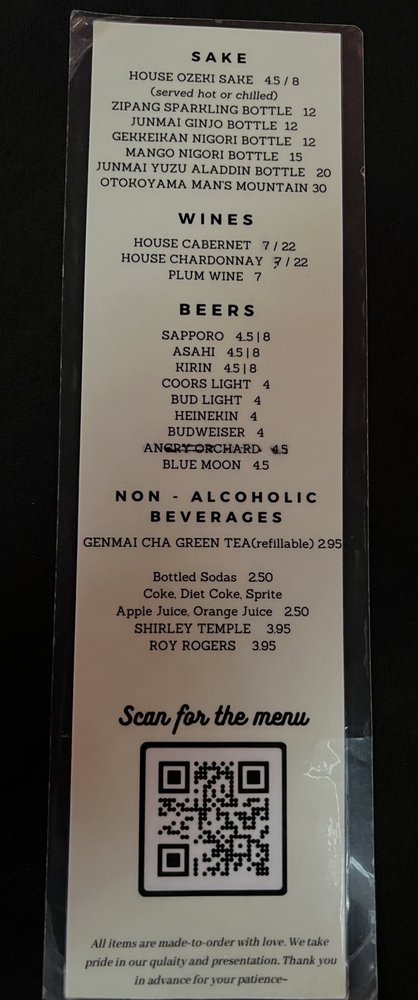 SAKE
HOUSE OZEKI SAKE 4.5 / 8
(served hot or chilled)
ZIPANG SPARKLING BOTTLE 12
JUNMAI GINJO BOTTLE 12
GEKKEIKAN NIGORI BOTTLE 12
MANGO NIGORI BOTTLE 15
JUNMAI YUZU ALADDIN BOTTLE 20
OTOKOYAMA MAN'S MOUNTAIN 30
WINES
HOUSE CABERNET 7 / 22
HOUSE CHARDONNAY 7 / 22
PLUM WINE 7
BEERS
SAPPORO 4.5 | 8
ASAHI 4.5 | 8
KIRIN 4.5 | 8
COORS LIGHT 4
BUD LIGHT 4
HEINEKIN 4
BUDWEISER 4
ANGRY ORCHARD 4.5
BLUE MOON 4.5
NON - ALCOHOLIC
BEVERAGES
GENMAI CHA GREEN TEA(refillable) 2.95
Bottled Sodas 2.50
Coke, Diet Coke, Sprite
Apple Juice, Orange Juice 2.50
SHIRLEY TEMPLE 3.95
ROY ROGERS 3.95
Scan for the menu
All items are made-to-order with love. We take
pride in our qulaity and presentation. Thank you
in advance for your patience~